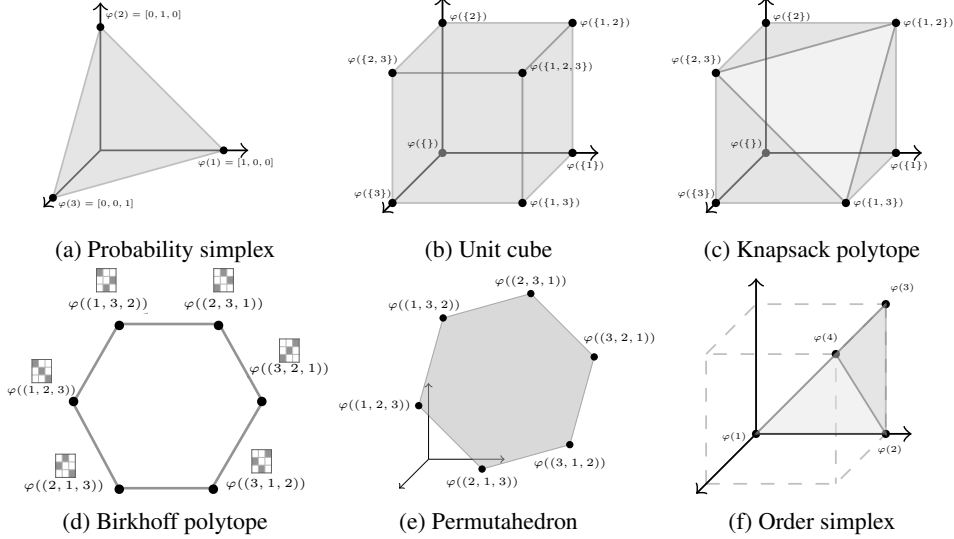 φ(2) = [0, 1, 0]
φ(1) = [1, 0, 0]
φ(3) = [0, 0, 1]
(a) Probability simplex
φ({2})
φ({1, 2})
φ({2, 3})
φ({1, 2, 3})
φ({})
φ({1})
φ({3})
φ({1, 3})
(b) Unit cube
φ({2})
φ({1, 2})
φ({2, 3})
φ({})
φ({1})
φ({3})
φ({1, 3})
(c) Knapsack polytope
φ((1, 3, 2))
φ((2, 3, 1))
φ((1, 2, 3))
φ((3, 2, 1))
φ((2, 1, 3))
φ((3, 1, 2))
(d) Birkhoff polytope
φ((2, 3, 1))
φ((1, 3, 2))
φ((3, 2, 1))
φ((1, 2, 3))
φ((3, 1, 2))
φ((2, 1, 3))
(e) Permutahedron
φ(3)
φ(4)
φ(1)
φ(2)
(f) Order simplex